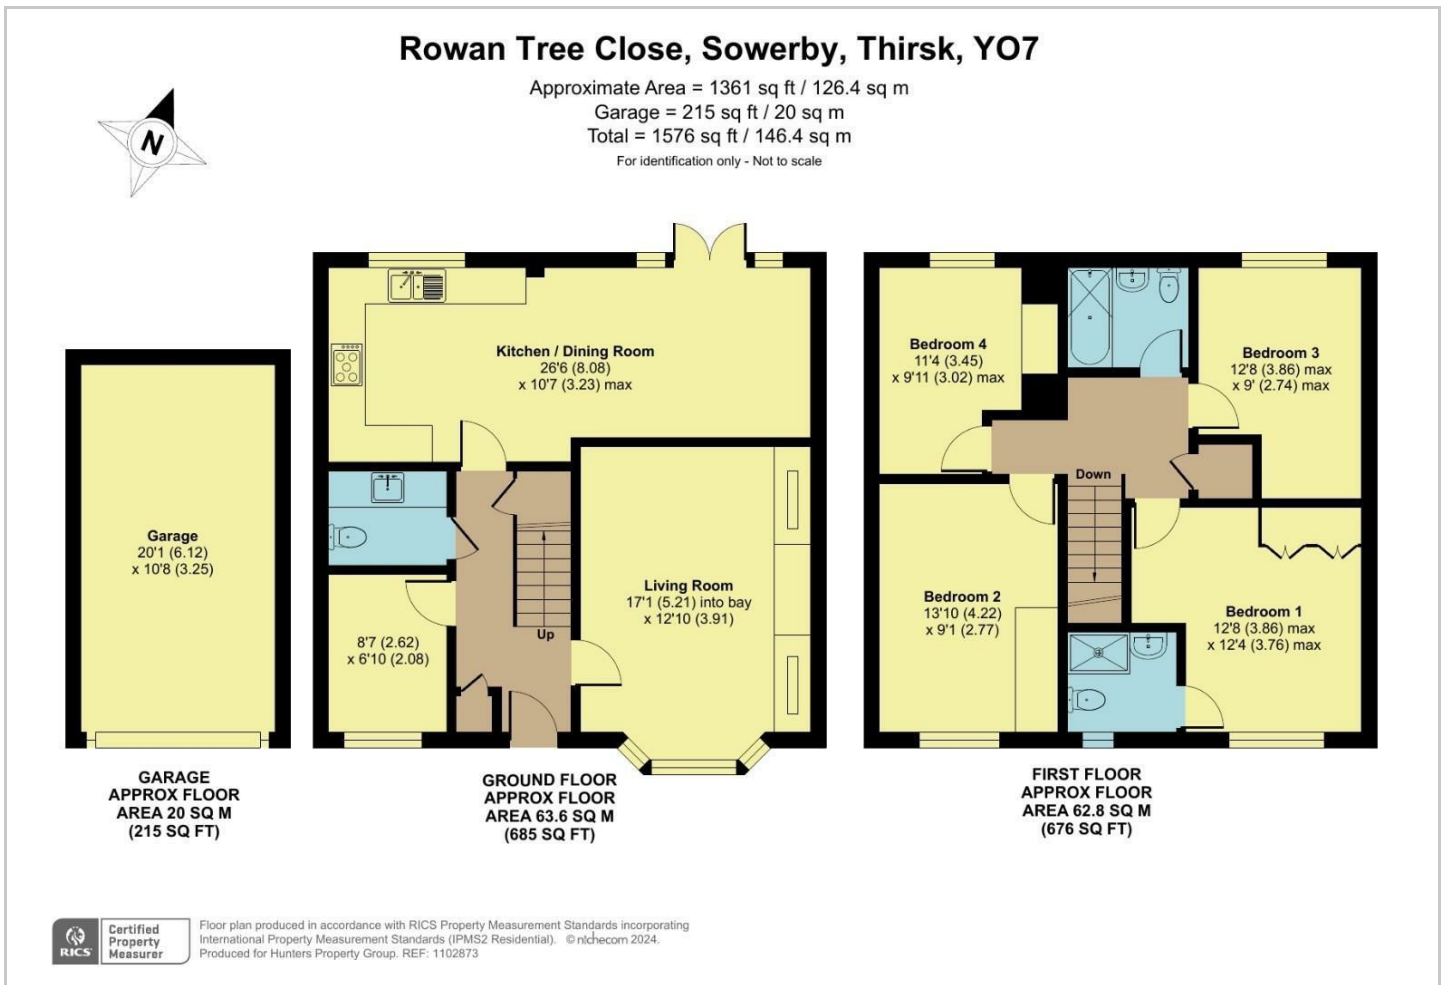 Rowan Tree Close, Sowerby, Thirsk, YO7
Approximate Area = 1361 sq ft / 126.4 sq m
Garage = 215 sq ft / 20 sq m
Total = 1576 sq ft / 146.4 sq m
For identification only - Not to scale
N
Garage
20'1 (6.12)
x 10'8 (3.25)
GARAGE
APPROX FLOOR
AREA 20 SQ M
(215 SQ FT)
Kitchen / Dining Room
26'6 (8.08)
x 10'7 (3.23) max
8'7 (2.62)
x 6'10 (2.08)
Up
Living Room
17'1 (5.21) into bay
x 12'10 (3.91)
GROUND FLOOR
APPROX FLOOR
AREA 63.6 SQ M
(685 SQ FT)
Bedroom 4
11'4 (3.45)
x 9'11 (3.02) max
Bedroom 3
12'8 (3.86) max
x 9' (2.74) max
Down
Bedroom 2
13'10 (4.22)
x 9'1 (2.77)
Bedroom 1
12'8 (3.86) max
x 12'4 (3.76) max
FIRST FLOOR
APPROX FLOOR
AREA 62.8 SQ M
(676 SQ FT)
RICS
Certified
Property
Measurer
Floor plan produced in accordance with RICS Property Measurement Standards incorporating
International Property Measurement Standards (IPMS2 Residential). © nichecom 2024.
Produced for Hunters Property Group. REF: 1102873